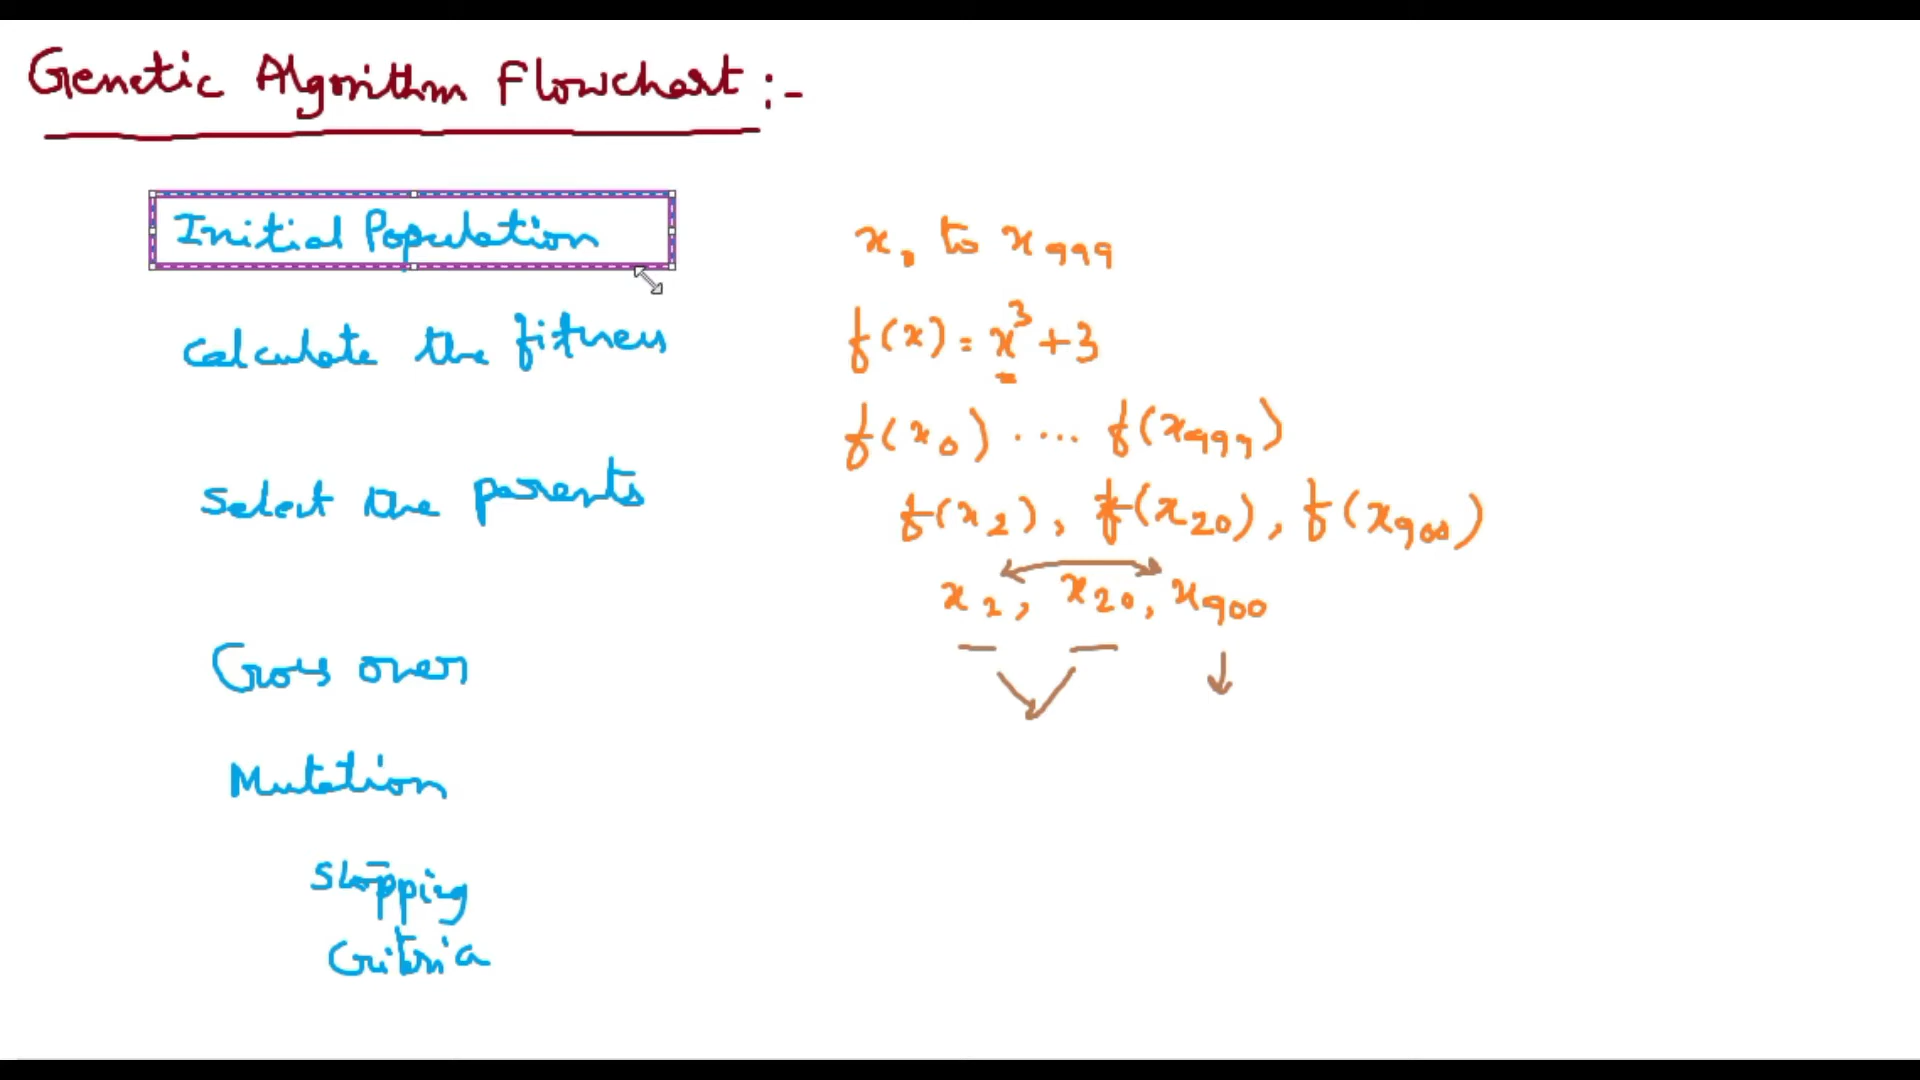 Genetic Algorithm Flowchart :-
Initial Population
x₀ to x₉₉₉
calculate the fitness
f(x) = x³ + 3
f(x₀) .... f(x₉₉₉)
select the parents
f(x₂), f(x₂₀), f(x₉₀₀)
x₂, x₂₀, x₉₀₀
Cross over
Mutation
Stopping
Criteria